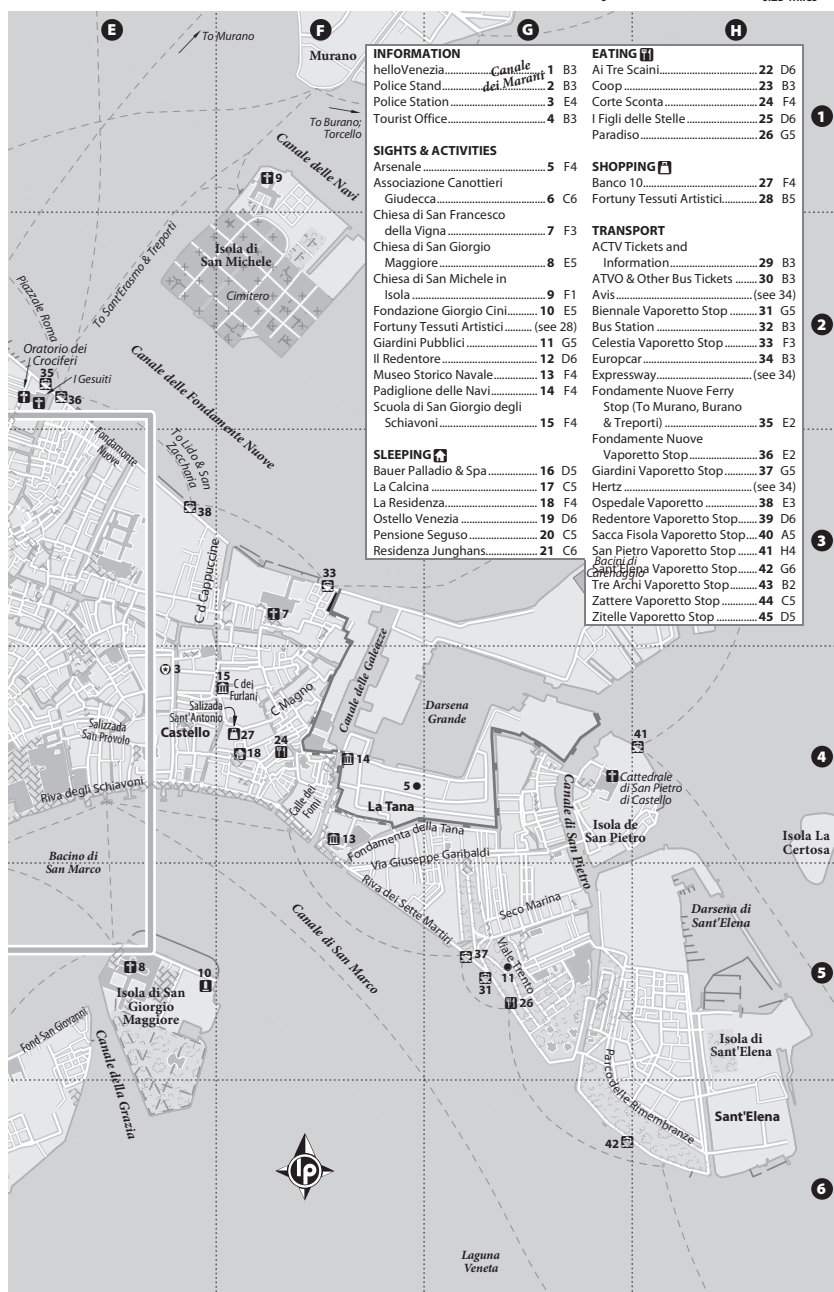 0.25 miles
E
F
G
H
1
2
3
4
5
6
INFORMATION
helloVenezia 1 B3
Police Stand 2 B3
Police Station 3 E4
Tourist Office 4 B3
SIGHTS & ACTIVITIES
Arsenale 5 F4
Associazione Canottieri
Giudecca 6 C6
Chiesa di San Francesco
della Vigna 7 F3
Chiesa di San Giorgio
Maggiore 8 E5
Chiesa di San Michele in
Isola 9 F1
Fondazione Giorgio Cini 10 E5
Fortuny Tessuti Artistici (see 28)
Giardini Pubblici 11 G5
Il Redentore 12 D6
Museo Storico Navale 13 F4
Padiglione delle Navi 14 F4
Scuola di San Giorgio degli
Schiavoni 15 F4
SLEEPING
Bauer Palladio & Spa 16 D5
La Calcina 17 C5
La Residenza 18 F4
Ostello Venezia 19 D6
Pensione Seguso 20 C5
Residenza Junghans 21 C6
EATING
Ai Tre Scaini 22 D6
Coop 23 B3
Corte Sconta 24 F4
I Figli delle Stelle 25 D6
Paradiso 26 G5
SHOPPING
Banco 10 27 F4
Fortuny Tessuti Artistici 28 B5
TRANSPORT
ACTV Tickets and
Information 29 B3
ATVO & Other Bus Tickets 30 B3
Avis (see 34)
Biennale Vaporetto Stop 31 G5
Bus Station 32 B3
Celestia Vaporetto Stop 33 F3
Europcar 34 B3
Expressway (see 34)
Fondamente Nuove Ferry
Stop (To Murano, Burano
& Treporti) 35 E2
Fondamente Nuove
Vaporetto Stop 36 E2
Giardini Vaporetto Stop 37 G5
Hertz (see 34)
Ospedale Vaporetto 38 E3
Redentore Vaporetto Stop 39 D6
Sacca Fisola Vaporetto Stop 40 A5
San Pietro Vaporetto Stop 41 H4
Sant'Elena Vaporetto Stop 42 G6
Tre Archi Vaporetto Stop 43 B2
Zattere Vaporetto Stop 44 C5
Zitelle Vaporetto Stop 45 D5
Canale
dei Marani
Bacini di
Carenaggio
To Murano
Murano
To Burano;
Torcello
Canale delle Navi
9
Isola di
San Michele
Cimitero
To Sant'Erasmo & Treporti
Piazzale Roma
Oratorio dei
Crociferi
35
I Gesuiti
36
Canale delle Fondamente Nuove
Fondamonte
Nuove
To Lido & San
Zaccharia
38
C d Cappuccine
33
7
3
15
C dei
Furlani
Salizada
Sant'Antonio
C Magno
Canale delle Galeazze
Darsena
Grande
Salizzada
San Provolo
Castello
27
18
24
14
41
Cattedrale
di San Pietro
di Castello
Riva degli Schiavoni
Calle dei
Forni
5
La Tana
Canale di San Pietro
Isola de
San Pietro
Isola La
Certosa
13
Fondamenta della Tana
Via Giuseppe Garibaldi
Bacino di
San Marco
Riva dei Sette Martiri
Seco Marina
Canale di San Marco
Darsena di
Sant'Elena
8
10
37
Viale Trento
31
11
26
Isola di San
Giorgio
Maggiore
Fond San Giovanni
Canale della Grazia
Isola di
Sant'Elena
Parco delle Rimembranze
Sant'Elena
42
lp
Laguna
Veneta